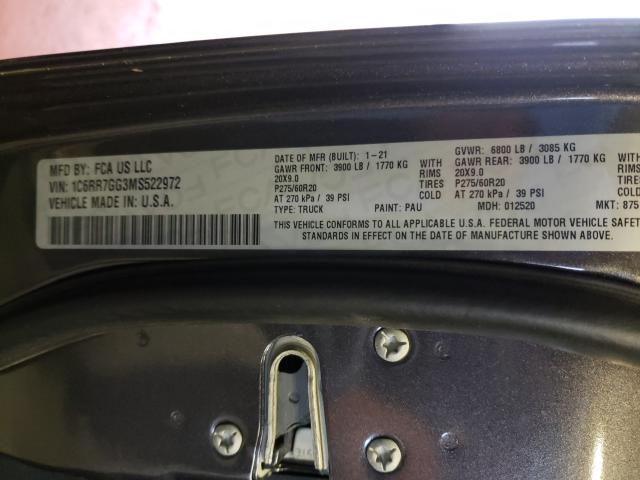 MFD BY: FCA US LLC
VIN: 1C6RR7GG3MS522972
VEHICLE MADE IN: U.S.A.
DATE OF MFR (BUILT): 1-21 GVWR: 6800 LB / 3085 KG
GAWR FRONT: 3900 LB / 1770 KG WITH GAWR REAR: 3900 LB / 1770 KG WITH
20X9.0 RIMS 20X9.0 RIMS
P275/60R20 TIRES P275/60R20 TIRES
AT 270 kPa / 39 PSI COLD AT 270 kPa / 39 PSI COLD
TYPE: TRUCK PAINT: PAU MDH: 012520 MKT: 875
THIS VEHICLE CONFORMS TO ALL APPLICABLE U.S.A. FEDERAL MOTOR VEHICLE SAFET
STANDARDS IN EFFECT ON THE DATE OF MANUFACTURE SHOWN ABOVE.